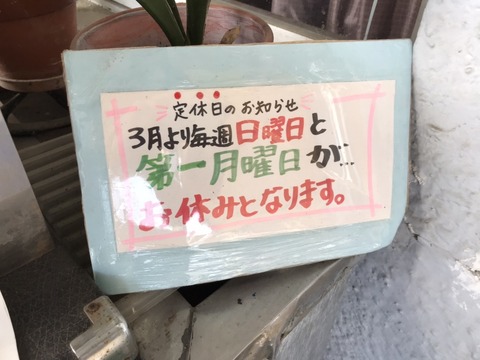 定休日のお知らせ
3月より毎週日曜日と
第一月曜日が
お休みとなります。